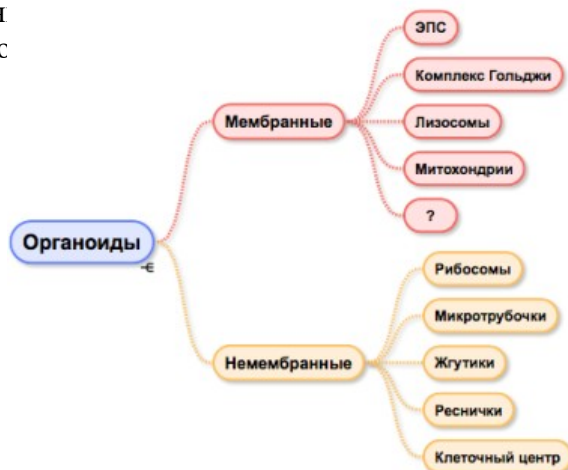 ЭПС
Комплекс Гольджи
Мембранные
Лизосомы
Митохондрии
?
Органоиды
Рибосомы
Микротрубочки
Немембранные
Жгутики
Реснички
Клеточный центр